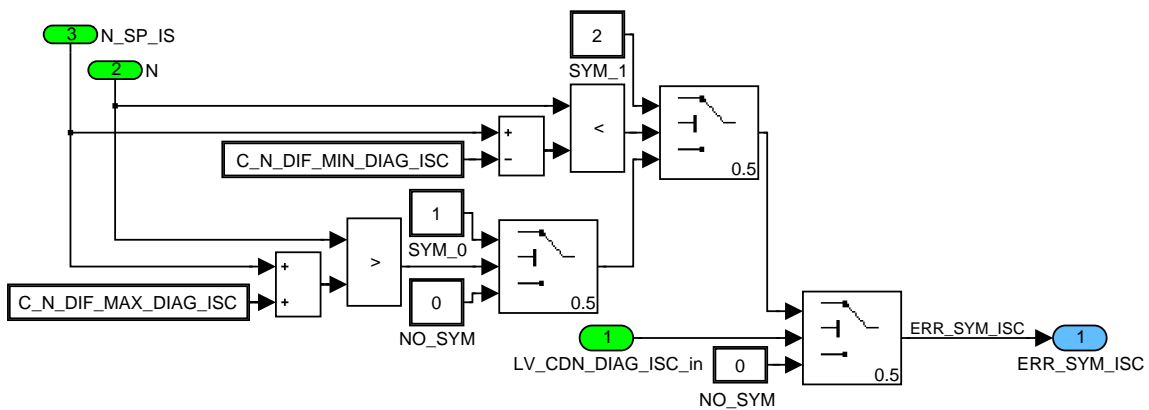 3 N_SP_IS
2 N
2
SYM_1
<
+
−
C_N_DIF_MIN_DIAG_ISC
0.5
1
SYM_0
>
+
+
C_N_DIF_MAX_DIAG_ISC
0
NO_SYM
0.5
1
LV_CDN_DIAG_ISC_in
0
NO_SYM
0.5
ERR_SYM_ISC
1
ERR_SYM_ISC